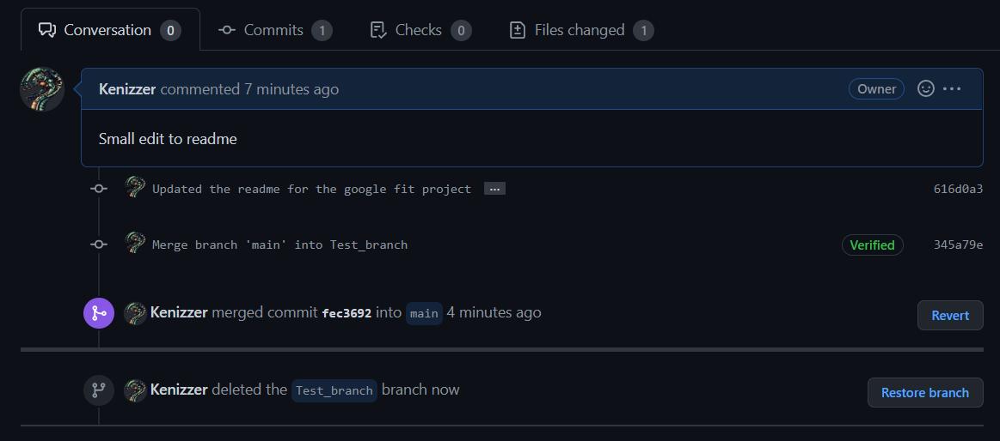 Conversation 0 Commits 1 Checks 0 Files changed 1
Kenizzer commented 7 minutes ago Owner ...
Small edit to readme
Updated the readme for the google fit project ... 616d0a3
Merge branch 'main' into Test_branch Verified 345a79e
Kenizzer merged commit fec3692 into main 4 minutes ago Revert
Kenizzer deleted the Test_branch branch now Restore branch